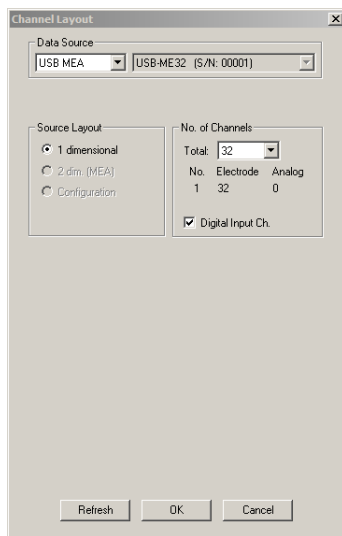 Channel Layout
Data Source
USB MEA USB-ME32 (S/N: 00001)
Source Layout
1 dimensional
2 dim. (MEA)
Configuration
No. of Channels
Total: 32
No. Electrode Analog
1 32 0
Digital Input Ch.
Refresh OK Cancel